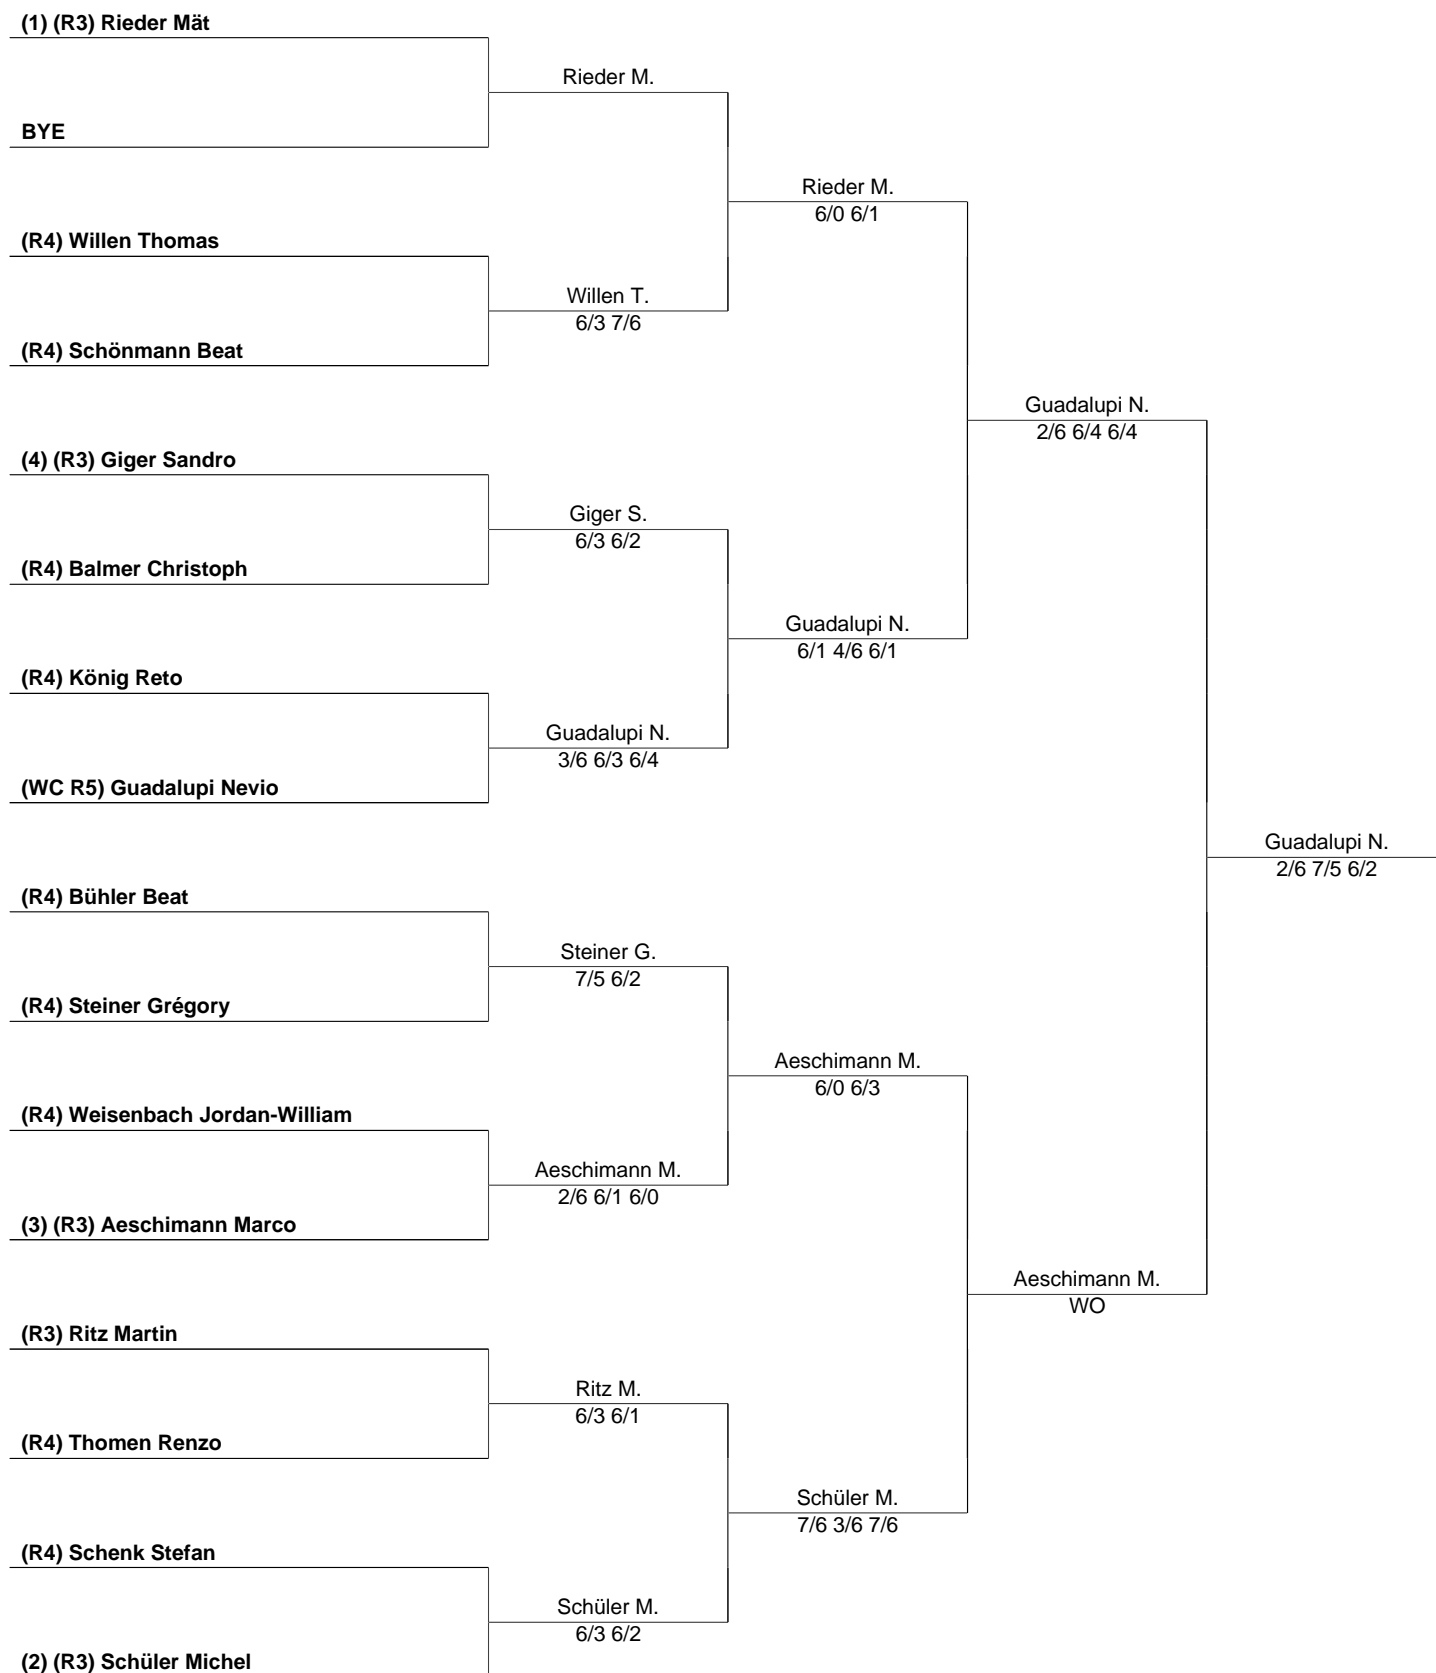 (1) (R3) Rieder Mät
Rieder M.
BYE
Rieder M.
6/0 6/1
(R4) Willen Thomas
Willen T.
6/3 7/6
(R4) Schönmann Beat
Guadalupi N.
2/6 6/4 6/4
(4) (R3) Giger Sandro
Giger S.
6/3 6/2
(R4) Balmer Christoph
Guadalupi N.
6/1 4/6 6/1
(R4) König Reto
Guadalupi N.
3/6 6/3 6/4
(WC R5) Guadalupi Nevio
Guadalupi N.
2/6 7/5 6/2
(R4) Bühler Beat
Steiner G.
7/5 6/2
(R4) Steiner Grégory
Aeschimann M.
6/0 6/3
(R4) Weisenbach Jordan-William
Aeschimann M.
2/6 6/1 6/0
(3) (R3) Aeschimann Marco
Aeschimann M.
WO
(R3) Ritz Martin
Ritz M.
6/3 6/1
(R4) Thomen Renzo
Schüler M.
7/6 3/6 7/6
(R4) Schenk Stefan
Schüler M.
6/3 6/2
(2) (R3) Schüler Michel